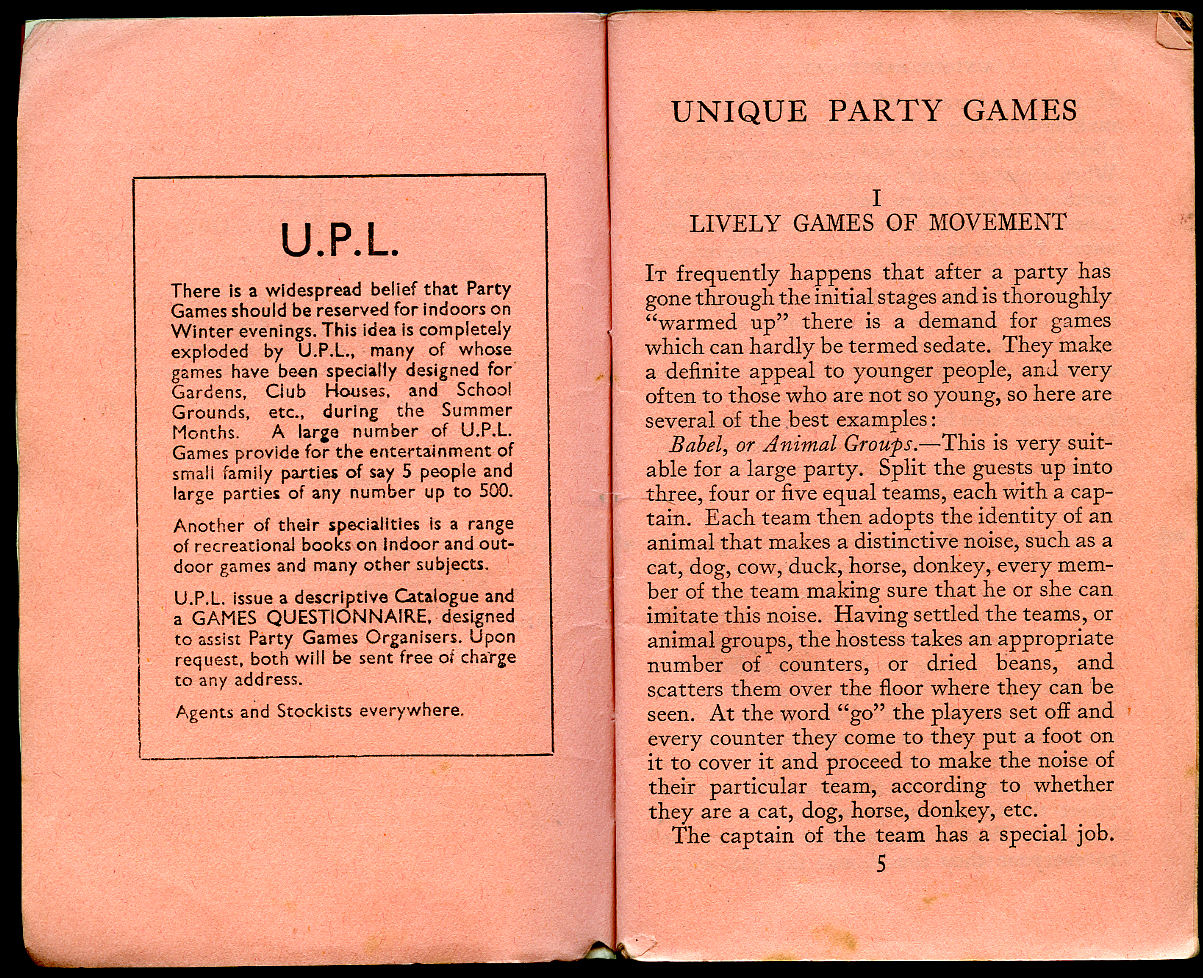 U.P.L.
There is a widespread belief that Party
Games should be reserved for indoors on
Winter evenings. This idea is completely
exploded by U.P.L., many of whose
games have been specially designed for
Gardens, Club Houses, and School
Grounds, etc., during the Summer
Months. A large number of U.P.L.
Games provide for the entertainment of
small family parties of say 5 people and
large parties of any number up to 500.
Another of their specialities is a range
of recreational books on indoor and out-
door games and many other subjects.
U.P.L. issue a descriptive Catalogue and
a GAMES QUESTIONNAIRE, designed
to assist Party Games Organisers. Upon
request, both will be sent free of charge
to any address.
Agents and Stockists everywhere.
UNIQUE PARTY GAMES
I
LIVELY GAMES OF MOVEMENT
IT frequently happens that after a party has
gone through the initial stages and is thoroughly
“warmed up” there is a demand for games
which can hardly be termed sedate. They make
a definite appeal to younger people, and very
often to those who are not so young, so here are
several of the best examples:
Babel, or Animal Groups.—This is very suit-
able for a large party. Split the guests up into
three, four or five equal teams, each with a cap-
tain. Each team then adopts the identity of an
animal that makes a distinctive noise, such as a
cat, dog, cow, duck, horse, donkey, every mem-
ber of the team making sure that he or she can
imitate this noise. Having settled the teams, or
animal groups, the hostess takes an appropriate
number of counters, or dried beans, and
scatters them over the floor where they can be
seen. At the word “go” the players set off and
every counter they come to they put a foot on
it to cover it and proceed to make the noise of
their particular team, according to whether
they are a cat, dog, horse, donkey, etc.
The captain of the team has a special job.
5